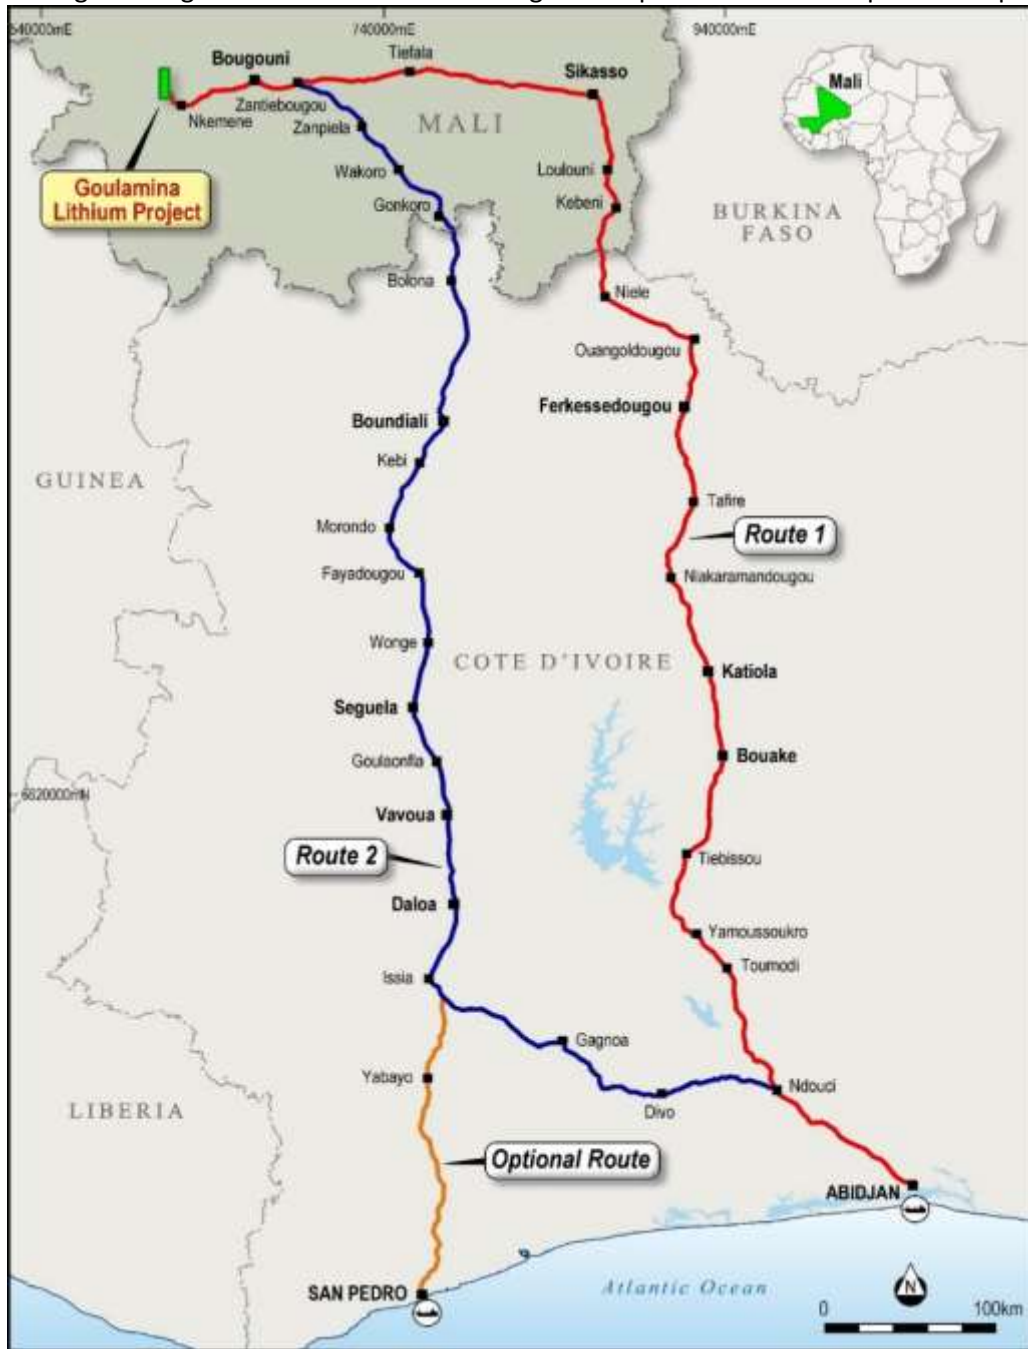 540000mE
740000mE
940000mE
Bougouni
Tiefala
Sikasso
Mali
Zantiebougou
Nkemene
Zanpiela
MALI
Goulamina
Lithium Project
Wakoro
Loulouni
Gonkoro
Kebeni
BURKINA
FASO
Bolona
Niele
Ouangoldougou
Ferkessedougou
Boundiali
Kebi
GUINEA
Tafire
Morondo
Route 1
Fayadougou
Niakaramandougou
Wonge
COTE D'IVOIRE
Katiola
Seguela
Goulaonfla
Bouake
6620000mN
Vavoua
Route 2
Tiebissou
Daloa
Yamoussoukro
Issia
Toumodi
Gagnoa
Yabayo
Ndouci
LIBERIA
Divo
Optional Route
ABIDJAN
SAN PEDRO
Atlantic Ocean
N
0 100km